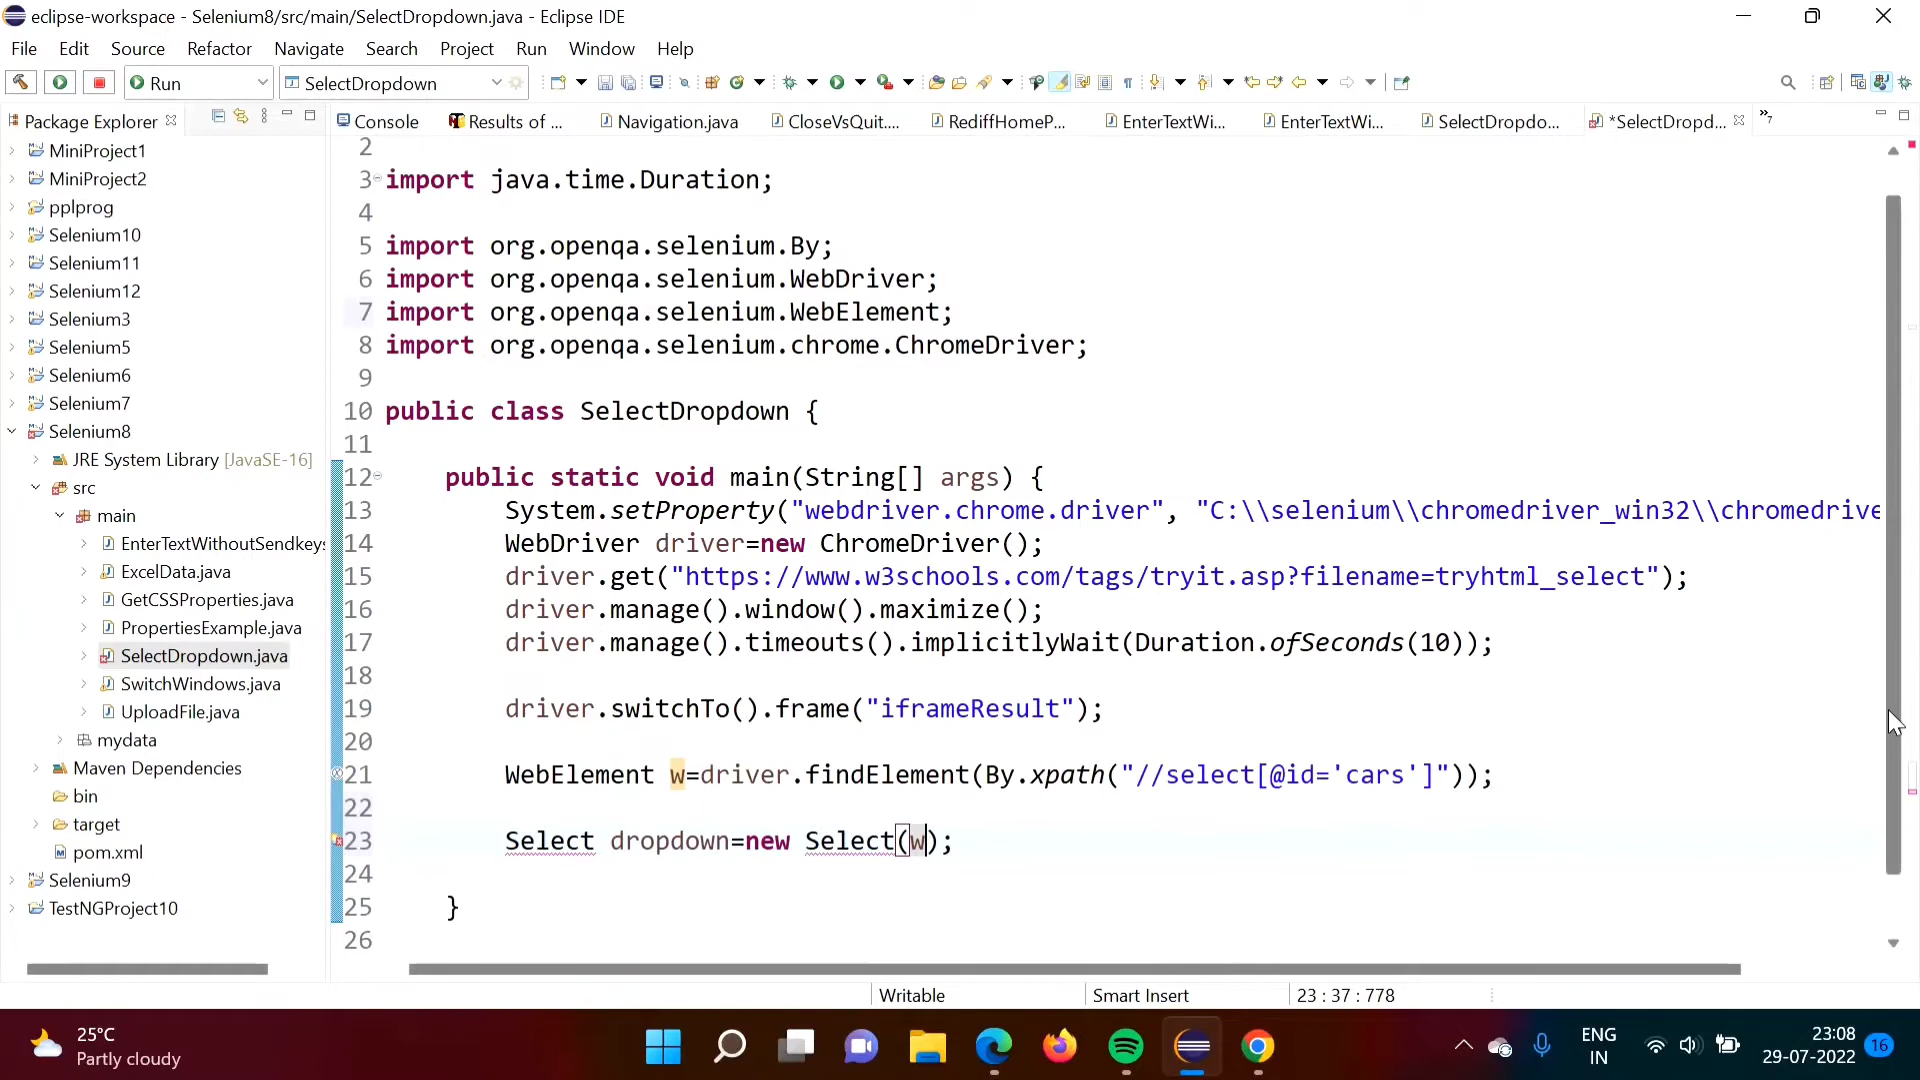 eclipse-workspace - Selenium8/src/main/SelectDropdown.java - Eclipse IDE
File Edit Source Refactor Navigate Search Project Run Window Help
Run SelectDropdown
Package Explorer
Console Results of ... Navigation.java CloseVsQuit.... RediffHomeP... EnterTextWi... EnterTextWi... SelectDropdo... *SelectDropd... »7
MiniProject1
MiniProject2
pplprog
Selenium10
Selenium11
Selenium12
Selenium3
Selenium5
Selenium6
Selenium7
Selenium8
JRE System Library [JavaSE-16]
src
main
EnterTextWithoutSendkeys
ExcelData.java
GetCSSProperties.java
PropertiesExample.java
SelectDropdown.java
SwitchWindows.java
UploadFile.java
mydata
Maven Dependencies
bin
target
pom.xml
Selenium9
TestNGProject10
2
3 import java.time.Duration;
4
5 import org.openqa.selenium.By;
6 import org.openqa.selenium.WebDriver;
7 import org.openqa.selenium.WebElement;
8 import org.openqa.selenium.chrome.ChromeDriver;
9
10 public class SelectDropdown {
11
12 public static void main(String[] args) {
13 System.setProperty("webdriver.chrome.driver", "C:\\selenium\\chromedriver_win32\\chromedrive
14 WebDriver driver=new ChromeDriver();
15 driver.get("https://www.w3schools.com/tags/tryit.asp?filename=tryhtml_select");
16 driver.manage().window().maximize();
17 driver.manage().timeouts().implicitlyWait(Duration.ofSeconds(10));
18
19 driver.switchTo().frame("iframeResult");
20
21 WebElement w=driver.findElement(By.xpath("//select[@id='cars']"));
22
23 Select dropdown=new Select(w);
24
25 }
26
Writable Smart Insert 23 : 37 : 778
25°C
Partly cloudy
ENG
IN
23:08
29-07-2022
16